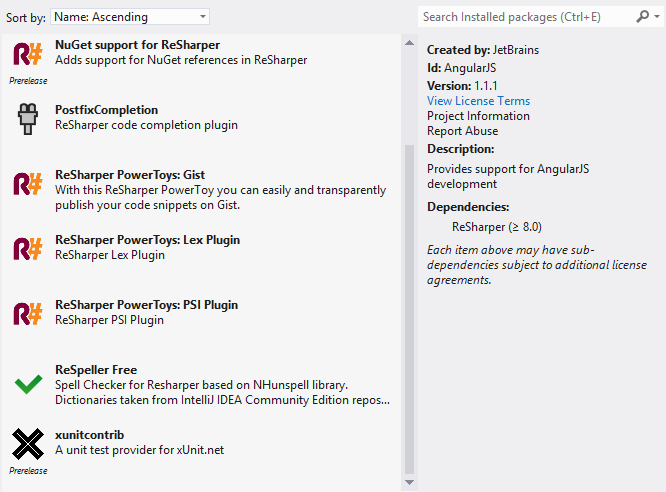 Sort by: Name: Ascending
Search Installed packages (Ctrl+E)
NuGet support for ReSharper
Adds support for NuGet references in ReSharper
Prerelease
PostfixCompletion
ReSharper code completion plugin
ReSharper PowerToys: Gist
With this ReSharper PowerToy you can easily and transparently
publish your code snippets on Gist.
ReSharper PowerToys: Lex Plugin
ReSharper Lex Plugin
ReSharper PowerToys: PSI Plugin
ReSharper PSI Plugin
ReSpeller Free
Spell Checker for Resharper based on NHunspell library.
Dictionaries taken from IntelliJ IDEA Community Edition repos...
xunitcontrib
A unit test provider for xUnit.net
Prerelease
Created by: JetBrains
Id: AngularJS
Version: 1.1.1
View License Terms
Project Information
Report Abuse
Description:
Provides support for AngularJS
development
Dependencies:
ReSharper (≥ 8.0)
Each item above may have sub-
dependencies subject to additional license
agreements.